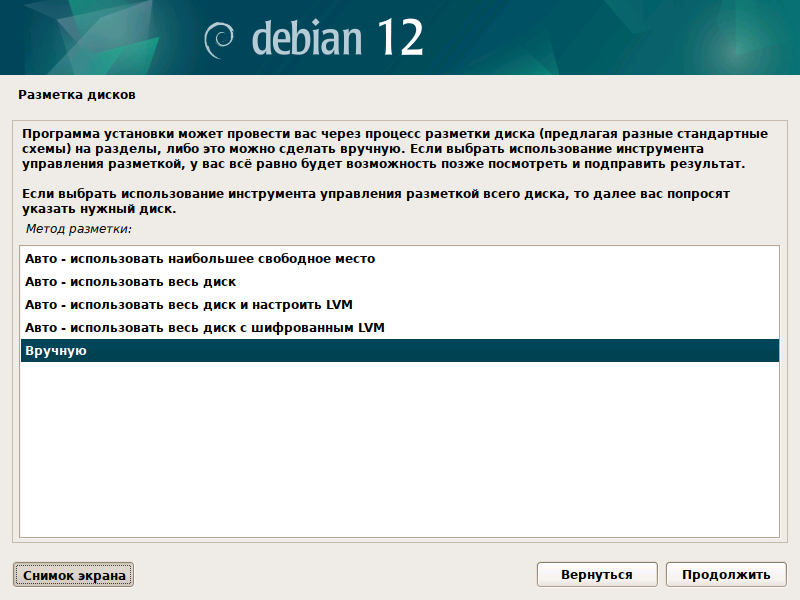 debian 12
Разметка дисков
Программа установки может провести вас через процесс разметки диска (предлагая разные стандартные
схемы) на разделы, либо это можно сделать вручную. Если выбрать использование инструмента
управления разметкой, у вас всё равно будет возможность позже посмотреть и подправить результат.
Если выбрать использование инструмента управления разметкой всего диска, то далее вас попросят
указать нужный диск.
Метод разметки:
Авто - использовать наибольшее свободное место
Авто - использовать весь диск
Авто - использовать весь диск и настроить LVM
Авто - использовать весь диск с шифрованным LVM
Вручную
Снимок экрана
Вернуться
Продолжить